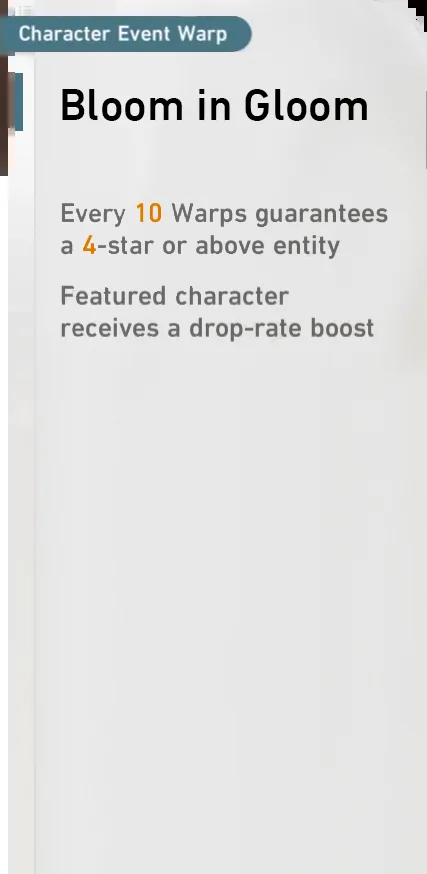 Character Event Warp
Bloom in Gloom
Every 10 Warps guarantees
a 4-star or above entity
Featured character
receives a drop-rate boost